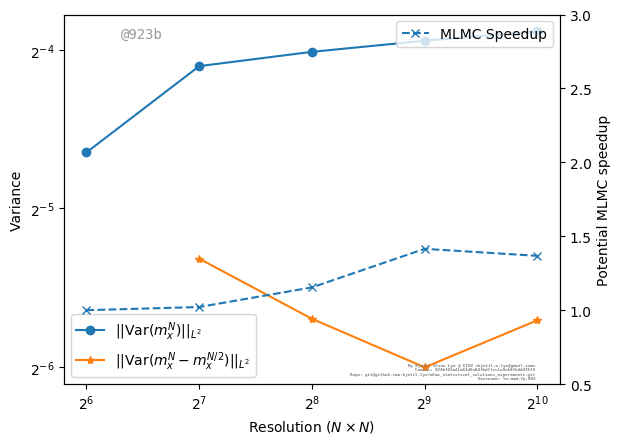 @923b
MLMC Speedup
2^-4
2^-5
2^-6
Variance
3.0
2.5
2.0
1.5
1.0
0.5
Potential MLMC speedup
||Var(m_x^N)||_{L^2}
||Var(m_x^N − m_x^{N/2})||_{L^2}
2^6
2^7
2^8
2^9
2^10
Resolution (N × N)